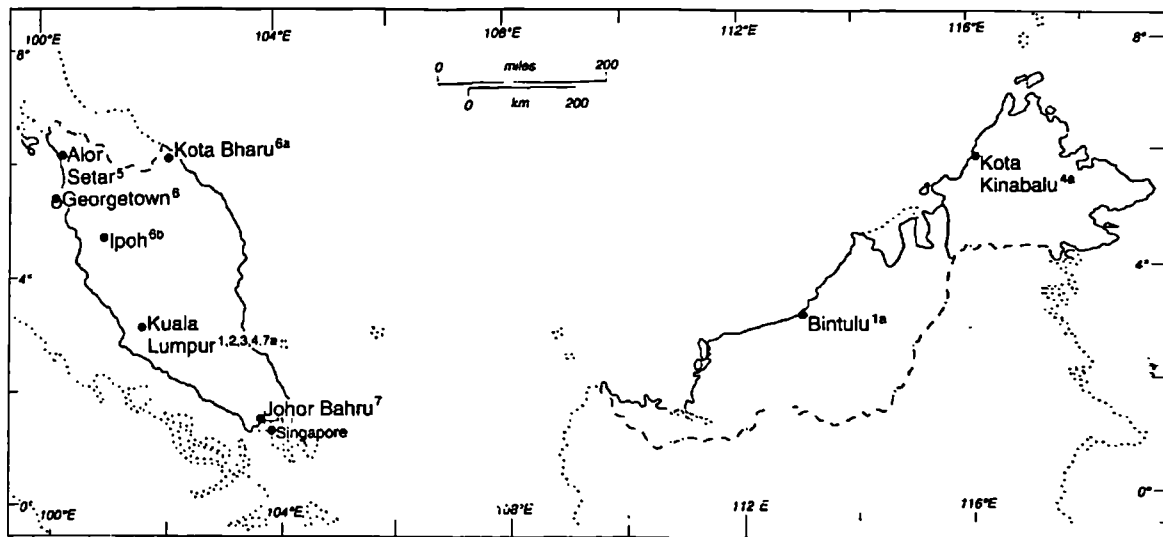 100°E
104°E
108°E
112°E
116°E
8°
8°
0 miles 200
0 km 200
Kota Bharu⁶ᵃ
Alor
Setar⁵
Georgetown⁶
Ipoh⁶ᵇ
Kota
Kinabalu⁴ᵃ
4°
4°
Kuala
Lumpur¹,²,³,⁴,⁷ᵃ
Bintulu¹ᵃ
Johor Bahru⁷
Singapore
0°
0°
100°E
104°E
108°E
112°E
116°E